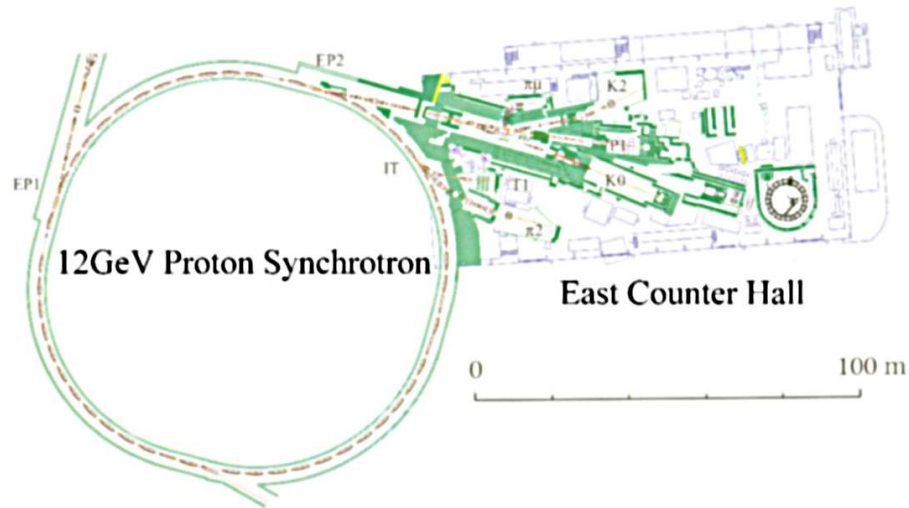 EP2
πμ
K2
P1
IT
EP1
T1
K0
π2
12GeV Proton Synchrotron
East Counter Hall
0
100 m